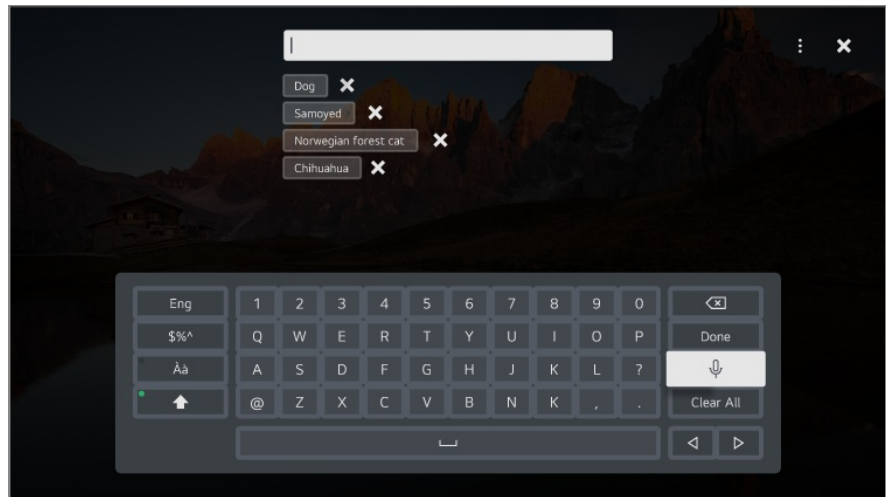 Dog
Samoyed
Norwegian forest cat
Chihuahua
Eng 1 2 3 4 5 6 7 8 9 0
$%^ Q W E R T Y U I O P Done
Àà A S D F G H J K L ?
@ Z X C V B N K , . Clear All